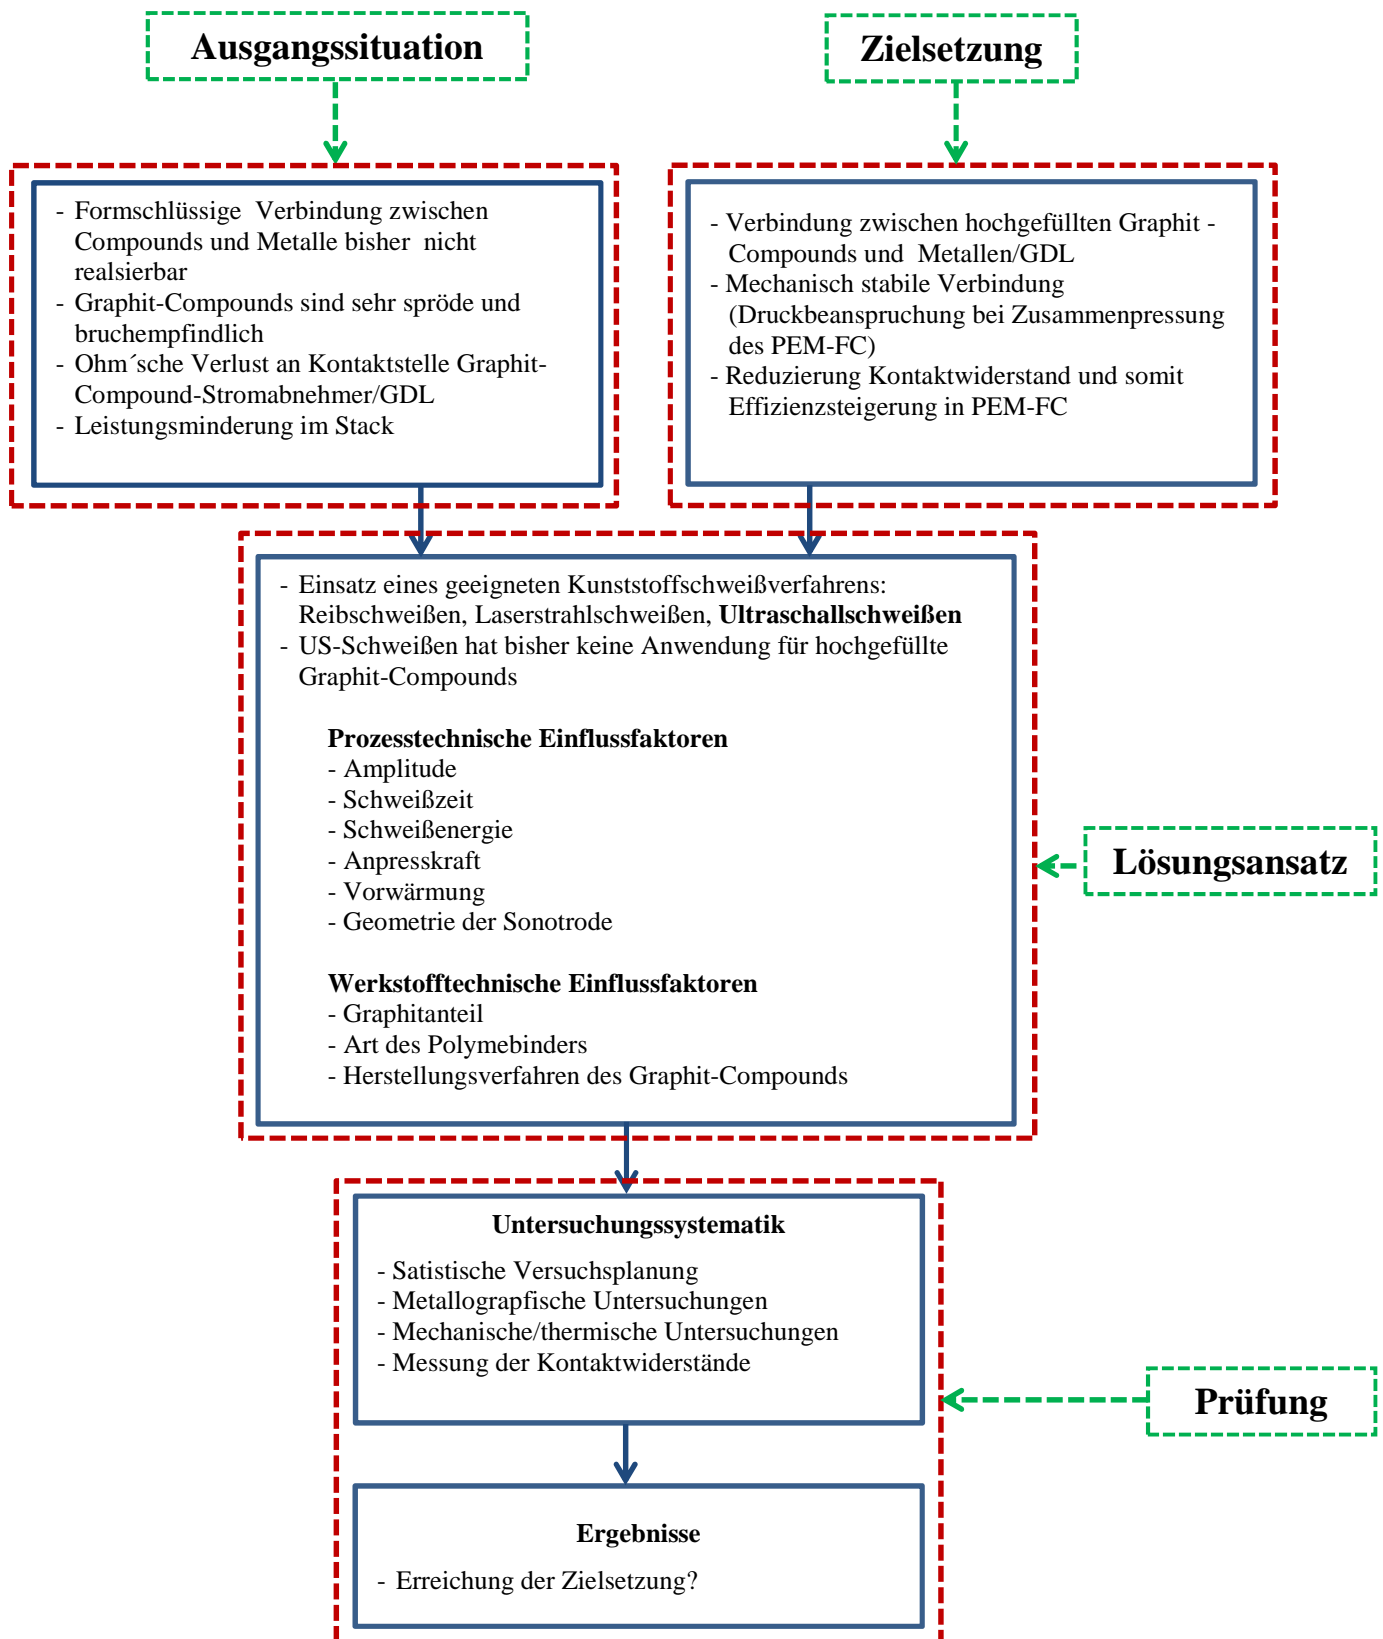 Ausgangssituation
Zielsetzung
- Formschlüssige Verbindung zwischen
Compounds und Metalle bisher nicht
realsierbar
- Graphit-Compounds sind sehr spröde und
bruchempfindlich
- Ohm´sche Verlust an Kontaktstelle Graphit-
Compound-Stromabnehmer/GDL
- Leistungsminderung im Stack
- Verbindung zwischen hochgefüllten Graphit -
Compounds und Metallen/GDL
- Mechanisch stabile Verbindung
(Druckbeanspruchung bei Zusammenpressung
des PEM-FC)
- Reduzierung Kontaktwiderstand und somit
Effizienzsteigerung in PEM-FC
- Einsatz eines geeigneten Kunststoffschweißverfahrens:
Reibschweißen, Laserstrahlschweißen, Ultraschallschweißen
- US-Schweißen hat bisher keine Anwendung für hochgefüllte
Graphit-Compounds
Prozesstechnische Einflussfaktoren
- Amplitude
- Schweißzeit
- Schweißenergie
- Anpresskraft
- Vorwärmung
- Geometrie der Sonotrode
Werkstofftechnische Einflussfaktoren
- Graphitanteil
- Art des Polymebinders
- Herstellungsverfahren des Graphit-Compounds
Lösungsansatz
Untersuchungssystematik
- Satistische Versuchsplanung
- Metallograpfische Untersuchungen
- Mechanische/thermische Untersuchungen
- Messung der Kontaktwiderstände
Prüfung
Ergebnisse
- Erreichung der Zielsetzung?